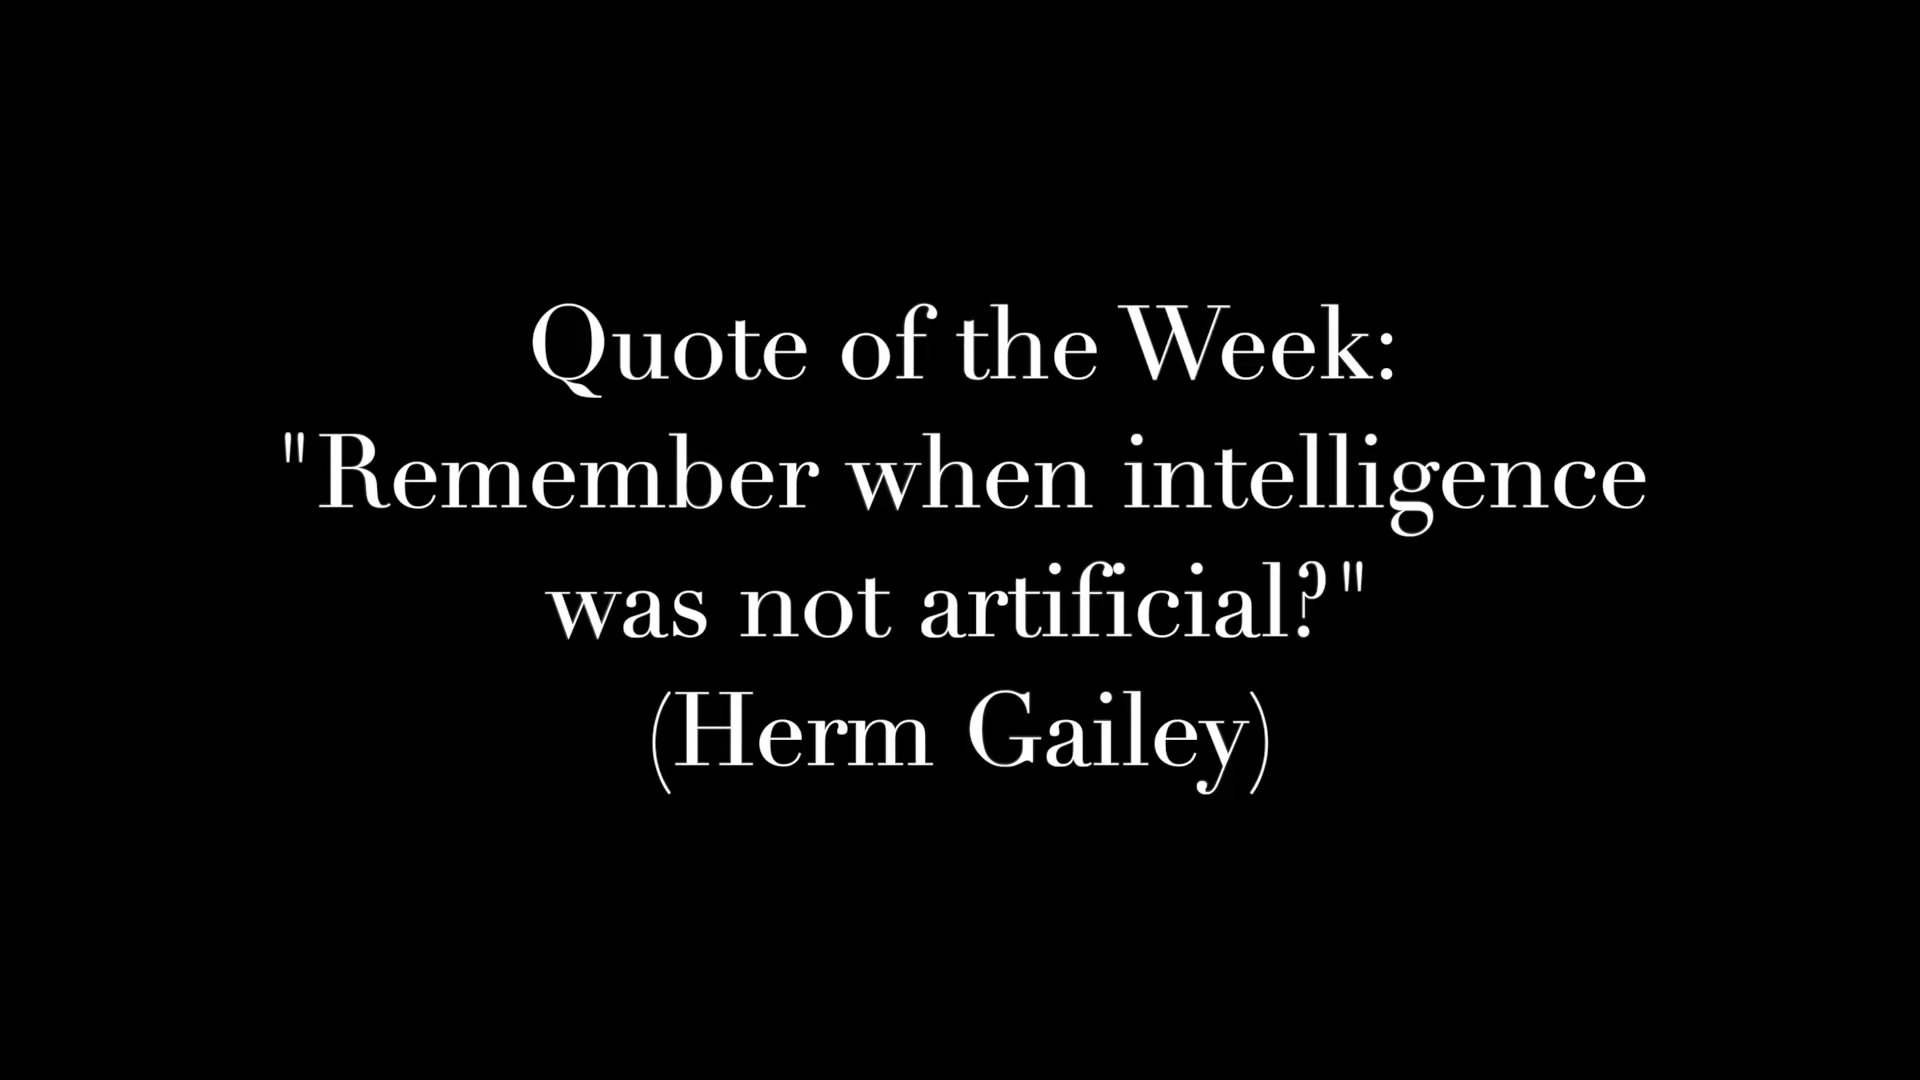 Quote of the Week:
"Remember when intelligence
was not artificial?"
(Herm Gailey)